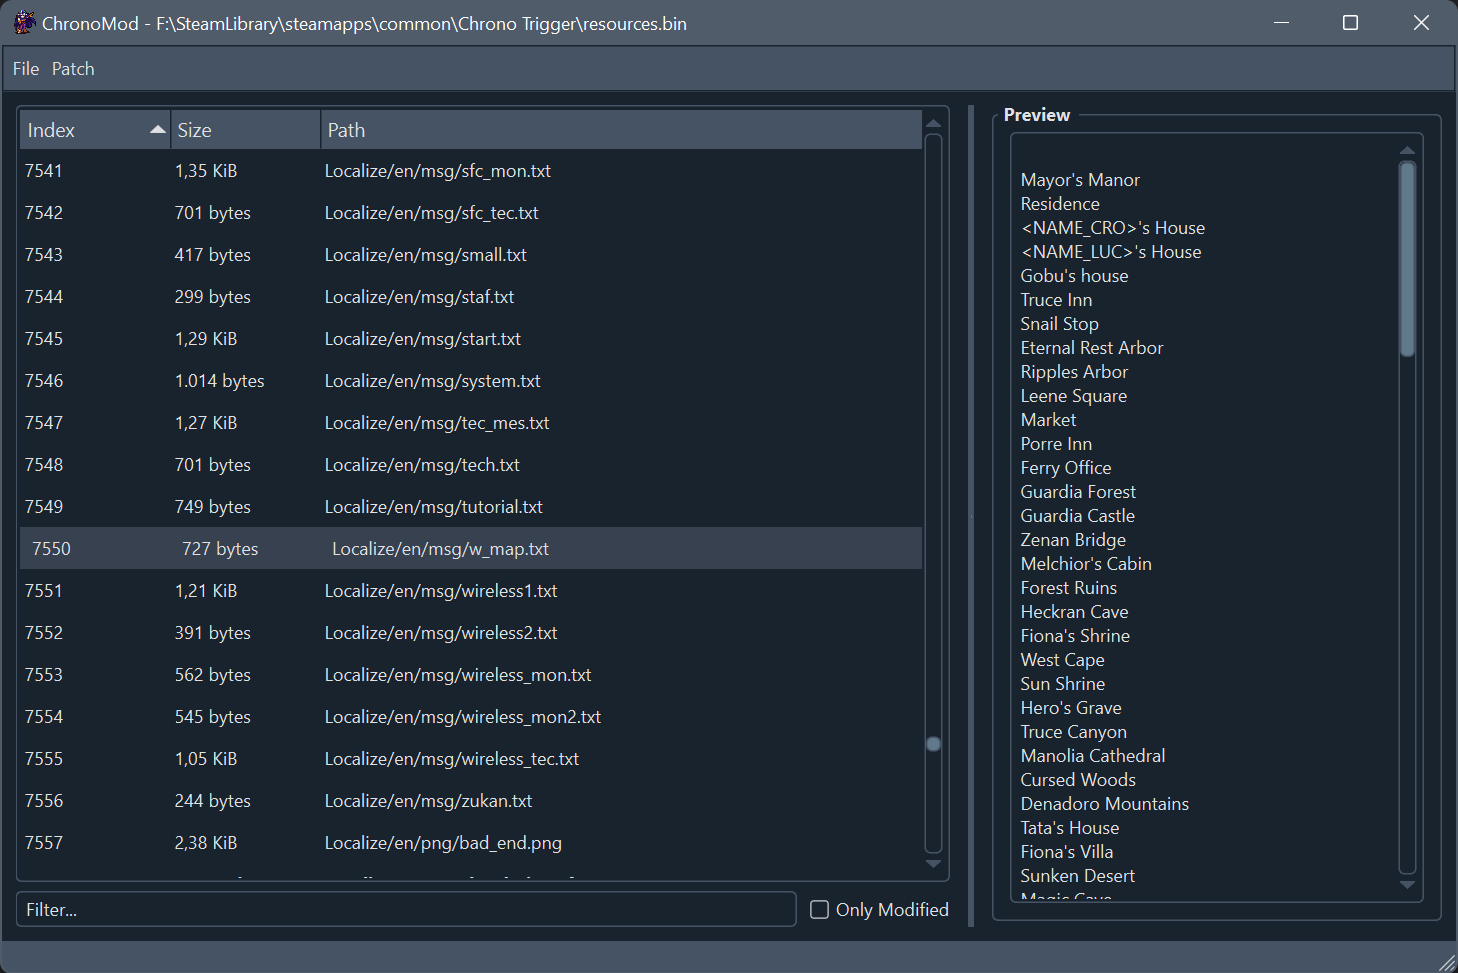 ChronoMod - F:\SteamLibrary\steamapps\common\Chrono Trigger\resources.bin
File Patch
Index Size Path
7541 1,35 KiB Localize/en/msg/sfc_mon.txt
7542 701 bytes Localize/en/msg/sfc_tec.txt
7543 417 bytes Localize/en/msg/small.txt
7544 299 bytes Localize/en/msg/staf.txt
7545 1,29 KiB Localize/en/msg/start.txt
7546 1.014 bytes Localize/en/msg/system.txt
7547 1,27 KiB Localize/en/msg/tec_mes.txt
7548 701 bytes Localize/en/msg/tech.txt
7549 749 bytes Localize/en/msg/tutorial.txt
7550 727 bytes Localize/en/msg/w_map.txt
7551 1,21 KiB Localize/en/msg/wireless1.txt
7552 391 bytes Localize/en/msg/wireless2.txt
7553 562 bytes Localize/en/msg/wireless_mon.txt
7554 545 bytes Localize/en/msg/wireless_mon2.txt
7555 1,05 KiB Localize/en/msg/wireless_tec.txt
7556 244 bytes Localize/en/msg/zukan.txt
7557 2,38 KiB Localize/en/png/bad_end.png
Filter...
Only Modified
Preview
Mayor's Manor
Residence
<NAME_CRO>'s House
<NAME_LUC>'s House
Gobu's house
Truce Inn
Snail Stop
Eternal Rest Arbor
Ripples Arbor
Leene Square
Market
Porre Inn
Ferry Office
Guardia Forest
Guardia Castle
Zenan Bridge
Melchior's Cabin
Forest Ruins
Heckran Cave
Fiona's Shrine
West Cape
Sun Shrine
Hero's Grave
Truce Canyon
Manolia Cathedral
Cursed Woods
Denadoro Mountains
Tata's House
Fiona's Villa
Sunken Desert
Magic Cave